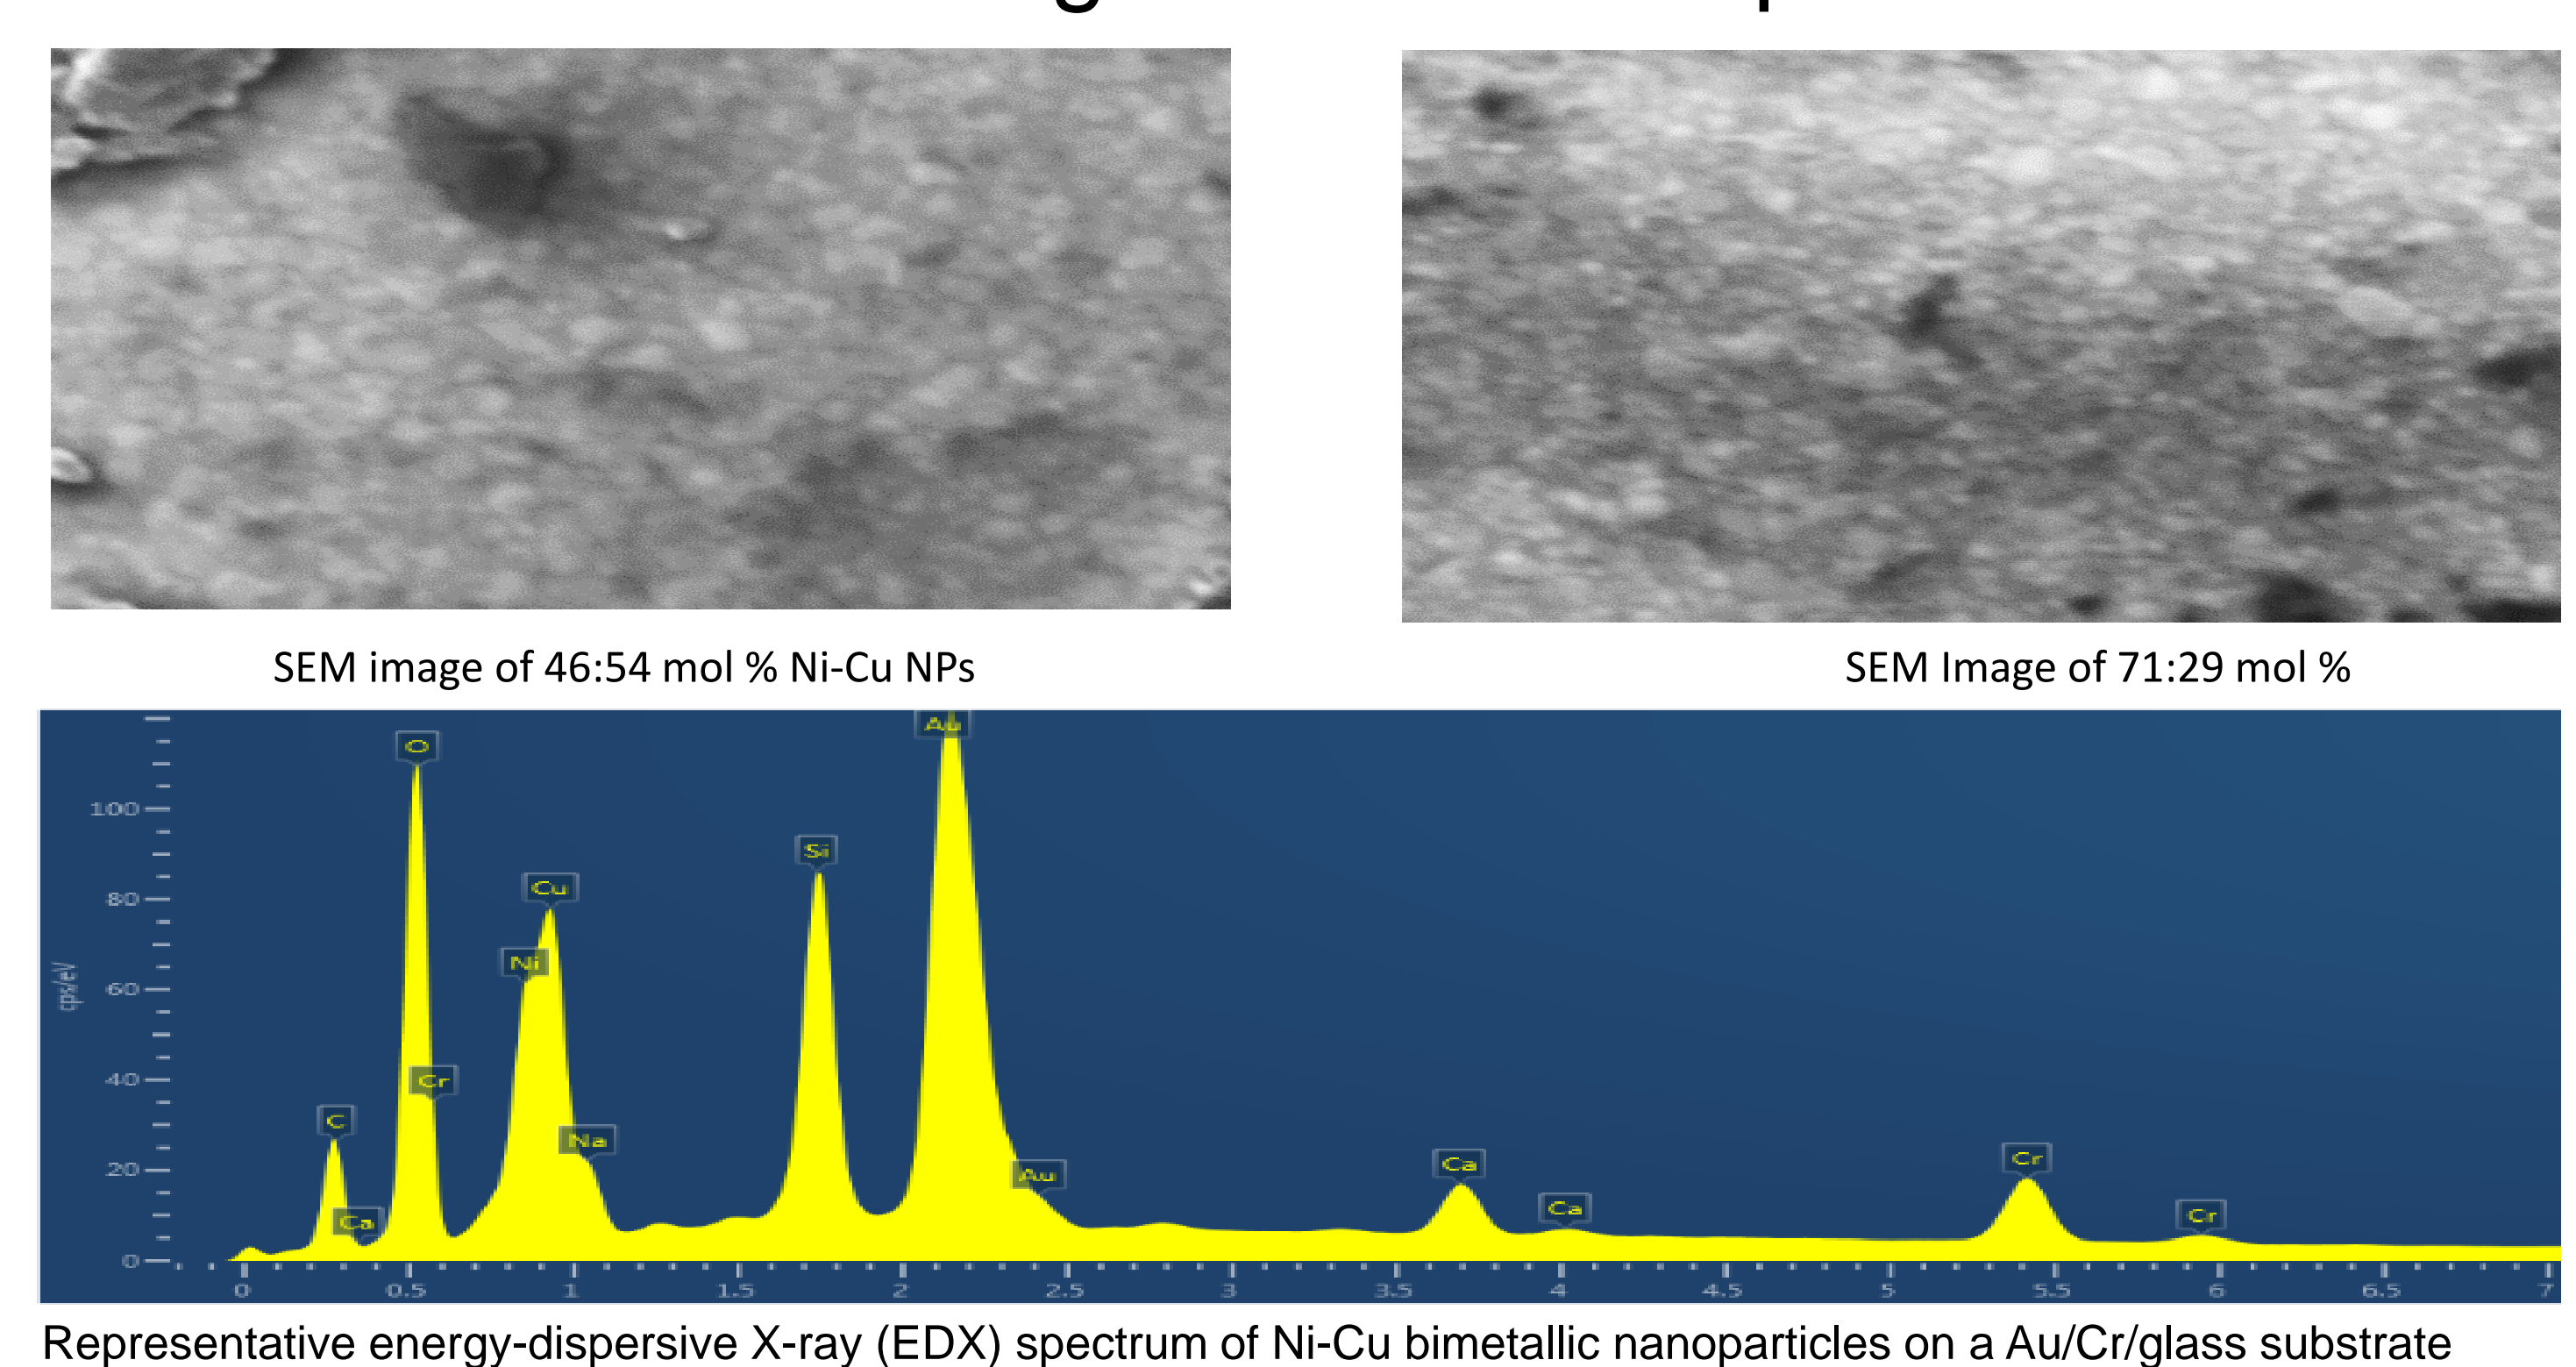 SEM image of 46:54 mol % Ni-Cu NPs
SEM Image of 71:29 mol %
Au
O
100
Si
80
Cu
Ni
cps/eV
60
40
Cr
C
Na
20
Au
Ca
Cr
Ca
Ca
Cr
0
0 0.5 1 1.5 2 2.5 3 3.5 4 4.5 5 5.5 6 6.5 7
Representative energy-dispersive X-ray (EDX) spectrum of Ni-Cu bimetallic nanoparticles on a Au/Cr/glass substrate